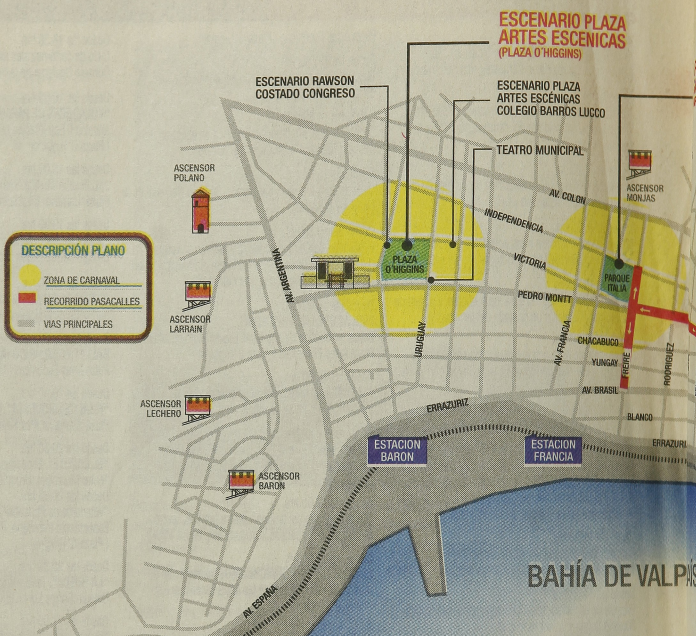 ESCENARIO PLAZA
ARTES ESCENICAS
(PLAZA O'HIGGINS)
ESCENARIO RAWSON
COSTADO CONGRESO
ESCENARIO PLAZA
ARTES ESCÉNICAS
COLEGIO BARROS LUCCO
TEATRO MUNICIPAL
ASCENSOR
POLANO
ASCENSOR
MONJAS
AV. COLON
INDEPENDENCIA
VICTORIA
PEDRO MONTT
DESCRIPCIÓN PLANO
ZONA DE CARNAVAL
RECORRIDO PASACALLES
VIAS PRINCIPALES
AV. ARGENTINA
PLAZA
O'HIGGINS
PARQUE
ITALIA
ASCENSOR
LARRAIN
URUGUAY
AV. FRANCIA
CHACABUCO
YUNGAY
FREIRE
RODRIGUEZ
AV. BRASIL
ASCENSOR
LECHERO
ERRAZURIZ
BLANCO
ERRAZURI
ESTACION
BARON
ESTACION
FRANCIA
ASCENSOR
BARON
AV. ESPAÑA
BAHÍA DE VALPAÍS